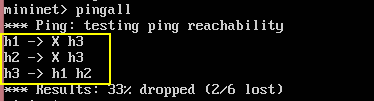 mininet> pingall
*** Ping: testing ping reachability
h1 -> X h3
h2 -> X h3
h3 -> h1 h2
*** Results: 33% dropped (2/6 lost)